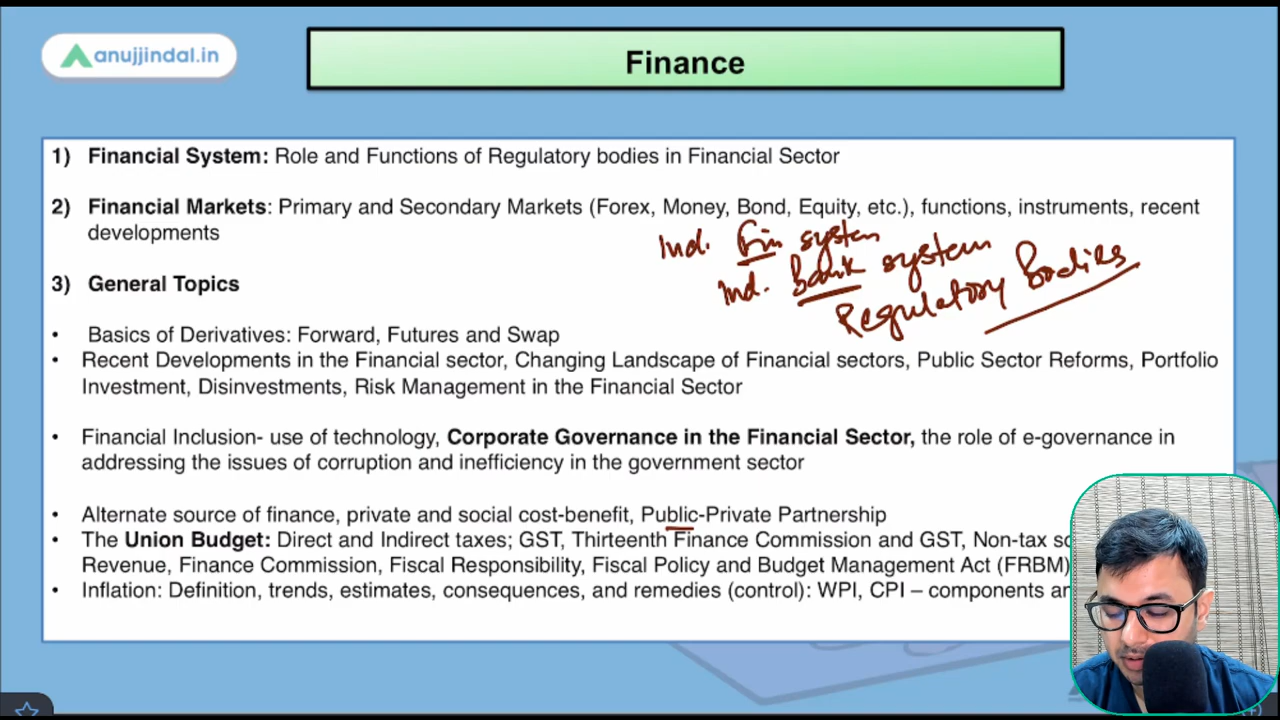 anujjindal.in
Finance
1) Financial System: Role and Functions of Regulatory bodies in Financial Sector
2) Financial Markets: Primary and Secondary Markets (Forex, Money, Bond, Equity, etc.), functions, instruments, recent
developments
Ind. Fin system
Ind. Bank system
Regulatory Bodies
3) General Topics
• Basics of Derivatives: Forward, Futures and Swap
• Recent Developments in the Financial sector, Changing Landscape of Financial sectors, Public Sector Reforms, Portfolio
Investment, Disinvestments, Risk Management in the Financial Sector
• Financial Inclusion- use of technology, Corporate Governance in the Financial Sector, the role of e-governance in
addressing the issues of corruption and inefficiency in the government sector
• Alternate source of finance, private and social cost-benefit, Public-Private Partnership
• The Union Budget: Direct and Indirect taxes; GST, Thirteenth Finance Commission and GST, Non-tax
Revenue, Finance Commission, Fiscal Responsibility, Fiscal Policy and Budget Management Act (FRBM)
• Inflation: Definition, trends, estimates, consequences, and remedies (control): WPI, CPI – components